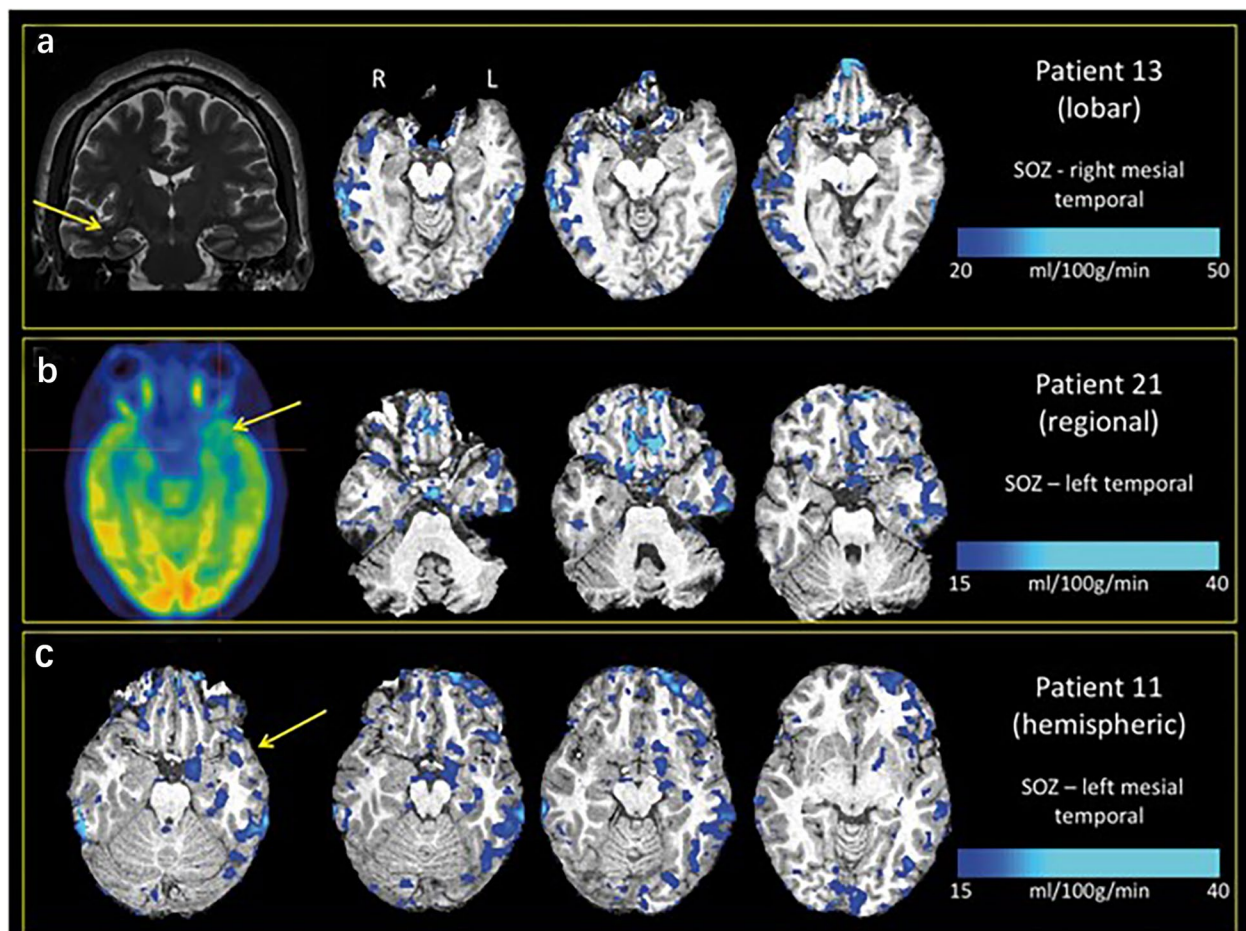 a
R
L
Patient 13
(lobar)
SOZ - right mesial
temporal
20 ml/100g/min 50
b
Patient 21
(regional)
SOZ – left temporal
15 ml/100g/min 40
c
Patient 11
(hemispheric)
SOZ – left mesial
temporal
15 ml/100g/min 40